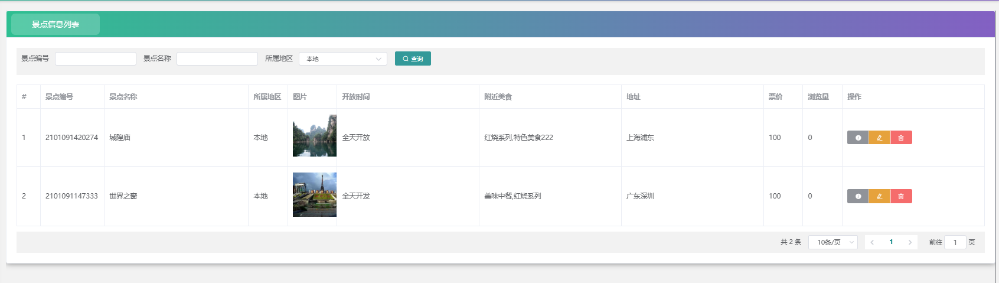 景点信息列表
景点编号 景点名称 所属地区 本地 查询
# 景点编号 景点名称 所属地区 图片 开放时间 附近美食 地址 票价 浏览量 操作
1 2101091420274 城隍庙 本地 全天开放 红烧系列,特色美食222 上海浦东 100 0
2 2101091147333 世界之窗 本地 全天开发 美味中餐,红烧系列 广东深圳 100 0
共 2 条 10条/页 1 前往 1 页